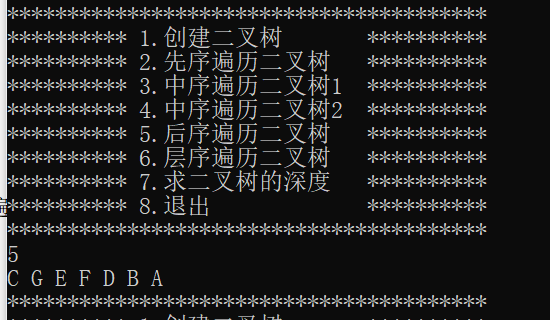 ****************************************
********** 1.创建二叉树       **********
********** 2.先序遍历二叉树   **********
********** 3.中序遍历二叉树1  **********
********** 4.中序遍历二叉树2  **********
********** 5.后序遍历二叉树   **********
********** 6.层序遍历二叉树   **********
********** 7.求二叉树的深度   **********
********** 8.退出             **********
****************************************
5
C G E F D B A
****************************************